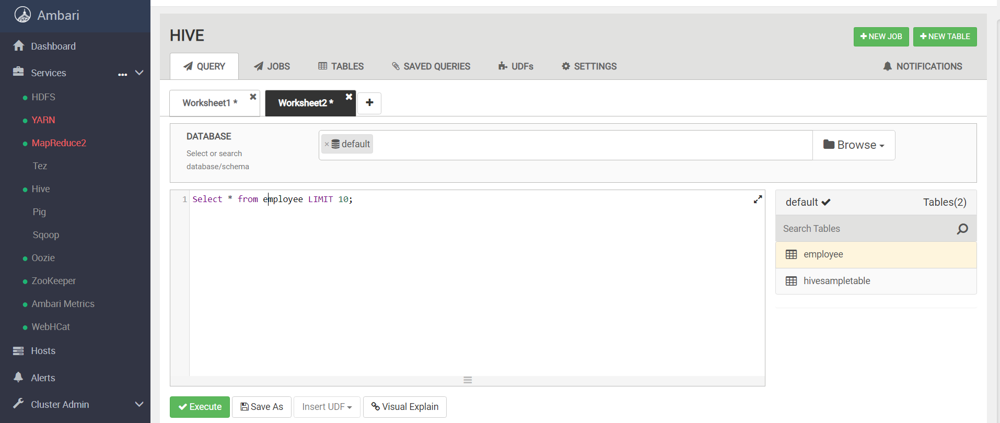 Ambari
Dashboard
Services
HDFS
YARN
MapReduce2
Tez
Hive
Pig
Sqoop
Oozie
ZooKeeper
Ambari Metrics
WebHCat
Hosts
Alerts
Cluster Admin
HIVE
NEW JOB
NEW TABLE
QUERY
JOBS
TABLES
SAVED QUERIES
UDFs
SETTINGS
NOTIFICATIONS
Worksheet1 *
Worksheet2 *
DATABASE
Select or search
database/schema
× default
Browse
1 Select * from employee LIMIT 10;
default
Tables(2)
Search Tables
employee
hivesampletable
Execute
Save As
Insert UDF
Visual Explain